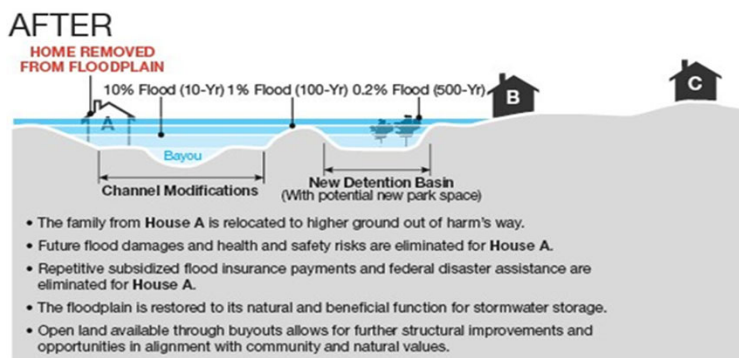 AFTER
HOME REMOVED
FROM FLOODPLAIN
10% Flood (10-Yr) 1% Flood (100-Yr) 0.2% Flood (500-Yr)
A
B
C
Bayou
Channel Modifications
New Detention Basin
(With potential new park space)
• The family from House A is relocated to higher ground out of harm's way.
• Future flood damages and health and safety risks are eliminated for House A.
• Repetitive subsidized flood insurance payments and federal disaster assistance are
eliminated for House A.
• The floodplain is restored to its natural and beneficial function for stormwater storage.
• Open land available through buyouts allows for further structural improvements and
opportunities in alignment with community and natural values.